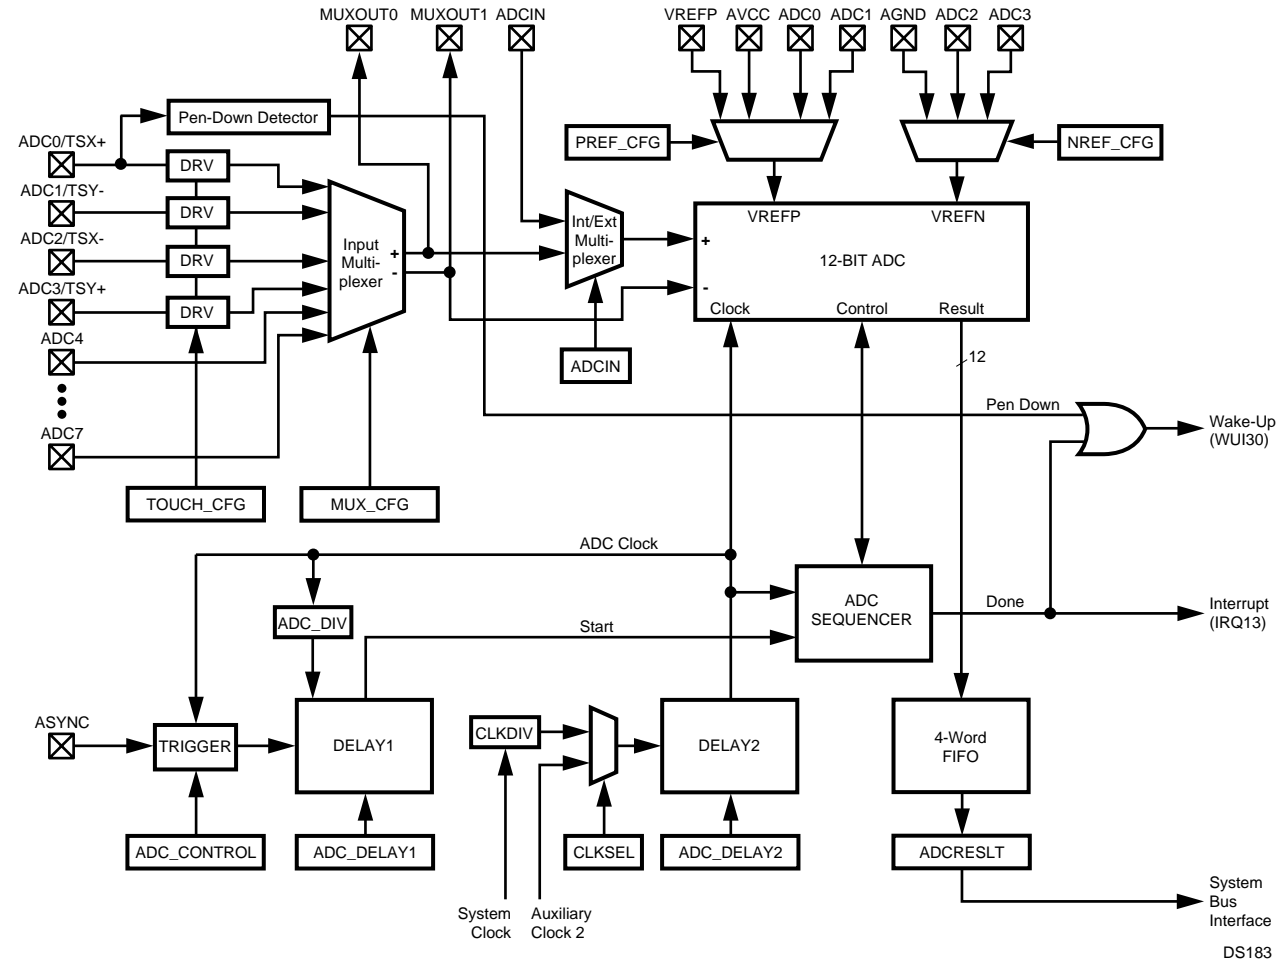 MUXOUT0 MUXOUT1 ADCIN VREFP AVCC ADC0 ADC1 AGND ADC2 ADC3
Pen-Down Detector
PREF_CFG
NREF_CFG
ADC0/TSX+
DRV
ADC1/TSY-
DRV
ADC2/TSX-
DRV
ADC3/TSY+
DRV
ADC4
ADC7
Input
Multi-
plexer
+
-
Int/Ext
Multi-
plexer
ADCIN
VREFP VREFN
+
12-BIT ADC
-
Clock Control Result
12
Pen Down
Wake-Up
(WUI30)
TOUCH_CFG
MUX_CFG
ADC Clock
ADC_DIV
Start
ADC
SEQUENCER
Done
Interrupt
(IRQ13)
ASYNC
TRIGGER
DELAY1
CLKDIV
DELAY2
4-Word
FIFO
ADC_CONTROL
ADC_DELAY1
CLKSEL
ADC_DELAY2
ADCRESLT
System
Clock
Auxiliary
Clock 2
System
Bus
Interface
DS183